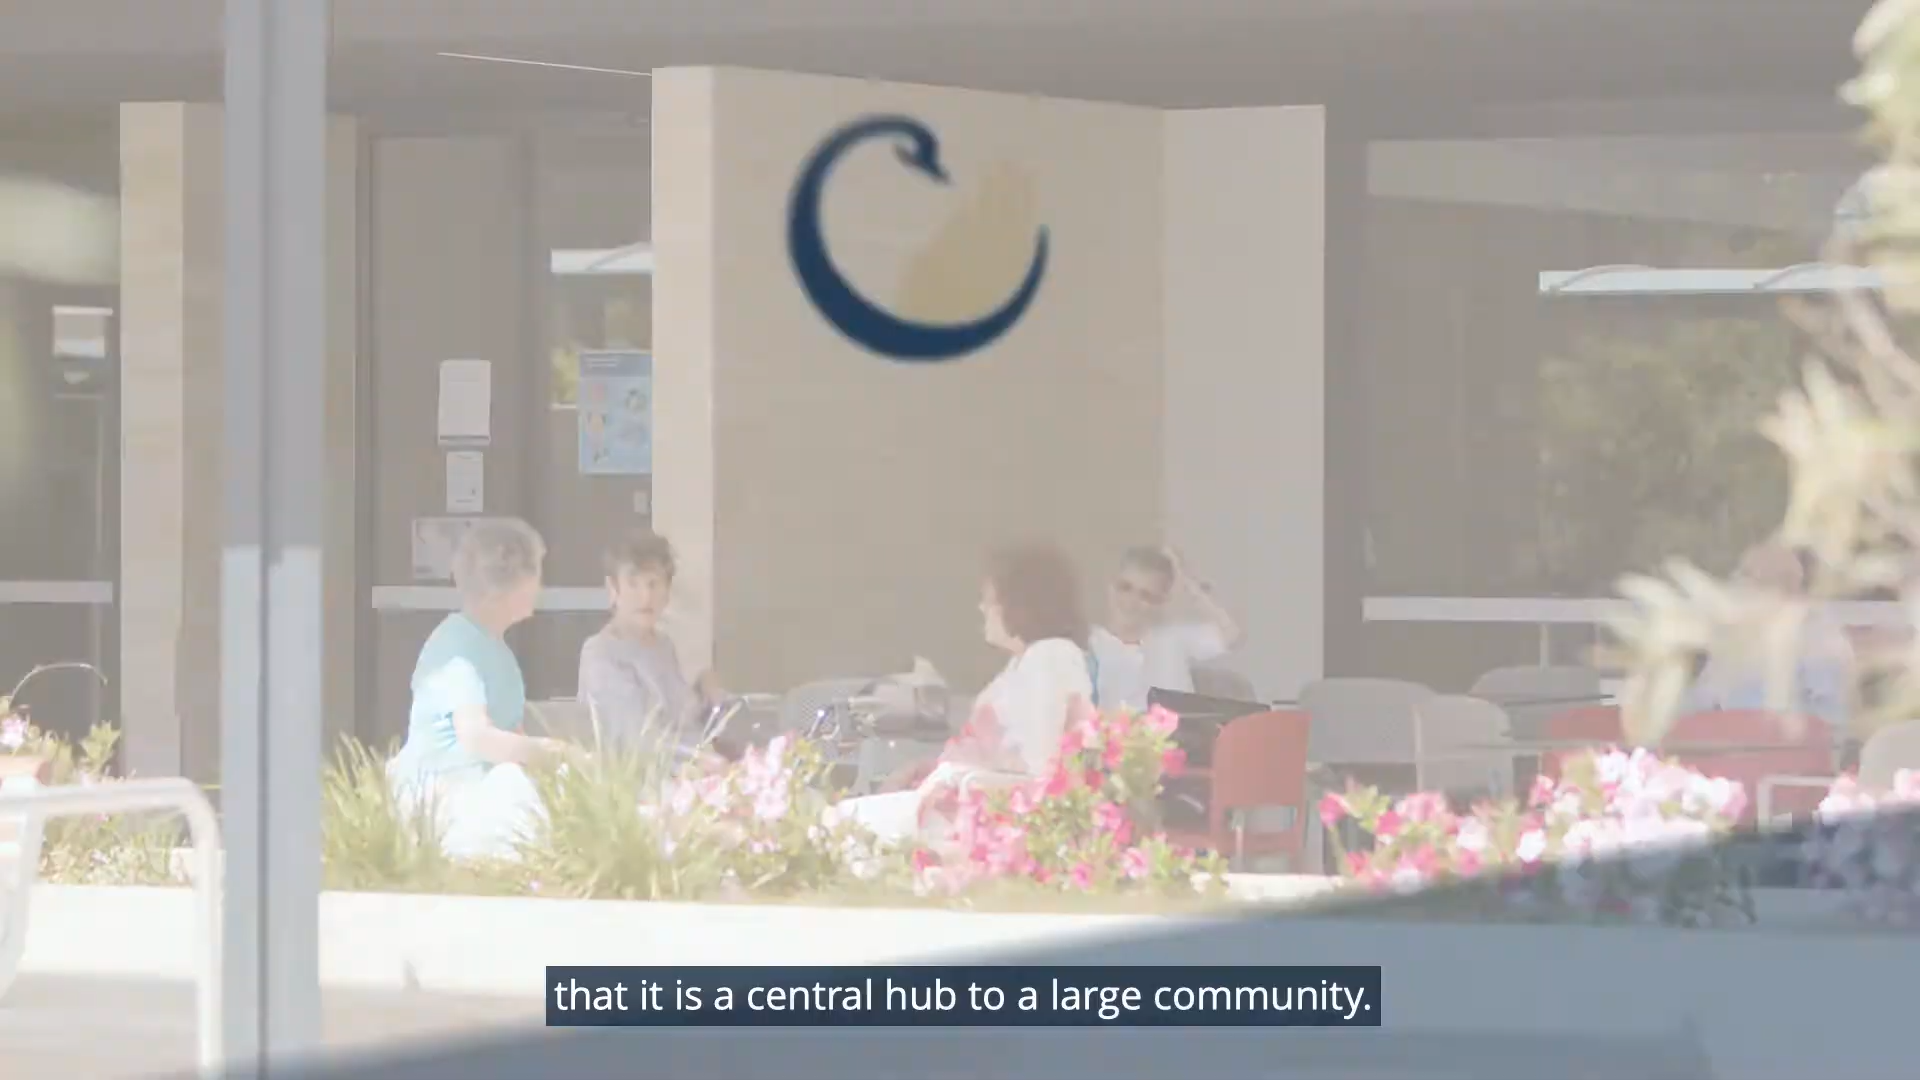 that it is a central hub to a large community.